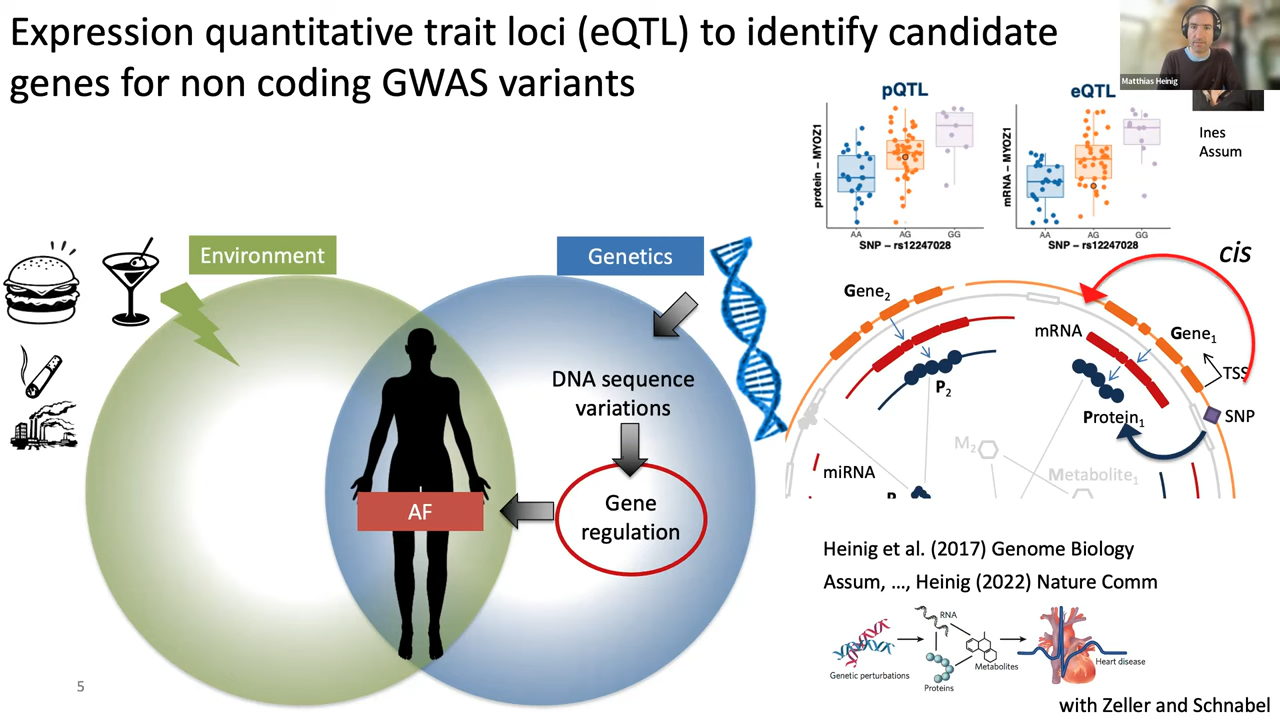 Expression quantitative trait loci (eQTL) to identify candidate
genes for non coding GWAS variants
Matthias Heinig
Ines
Assum
pQTL
protein – MYOZ1
AA
AG
GG
SNP – rs12247028
eQTL
mRNA – MYOZ1
AA
AG
GG
SNP – rs12247028
Environment
Genetics
DNA sequence
variations
Gene
regulation
AF
cis
Gene2
mRNA
Gene1
TSS
SNP
P2
Protein1
M2
Metabolite1
miRNA
P
Heinig et al. (2017) Genome Biology
Assum, …, Heinig (2022) Nature Comm
RNA
Genetic perturbations
Proteins
Metabolites
Heart disease
with Zeller and Schnabel
5